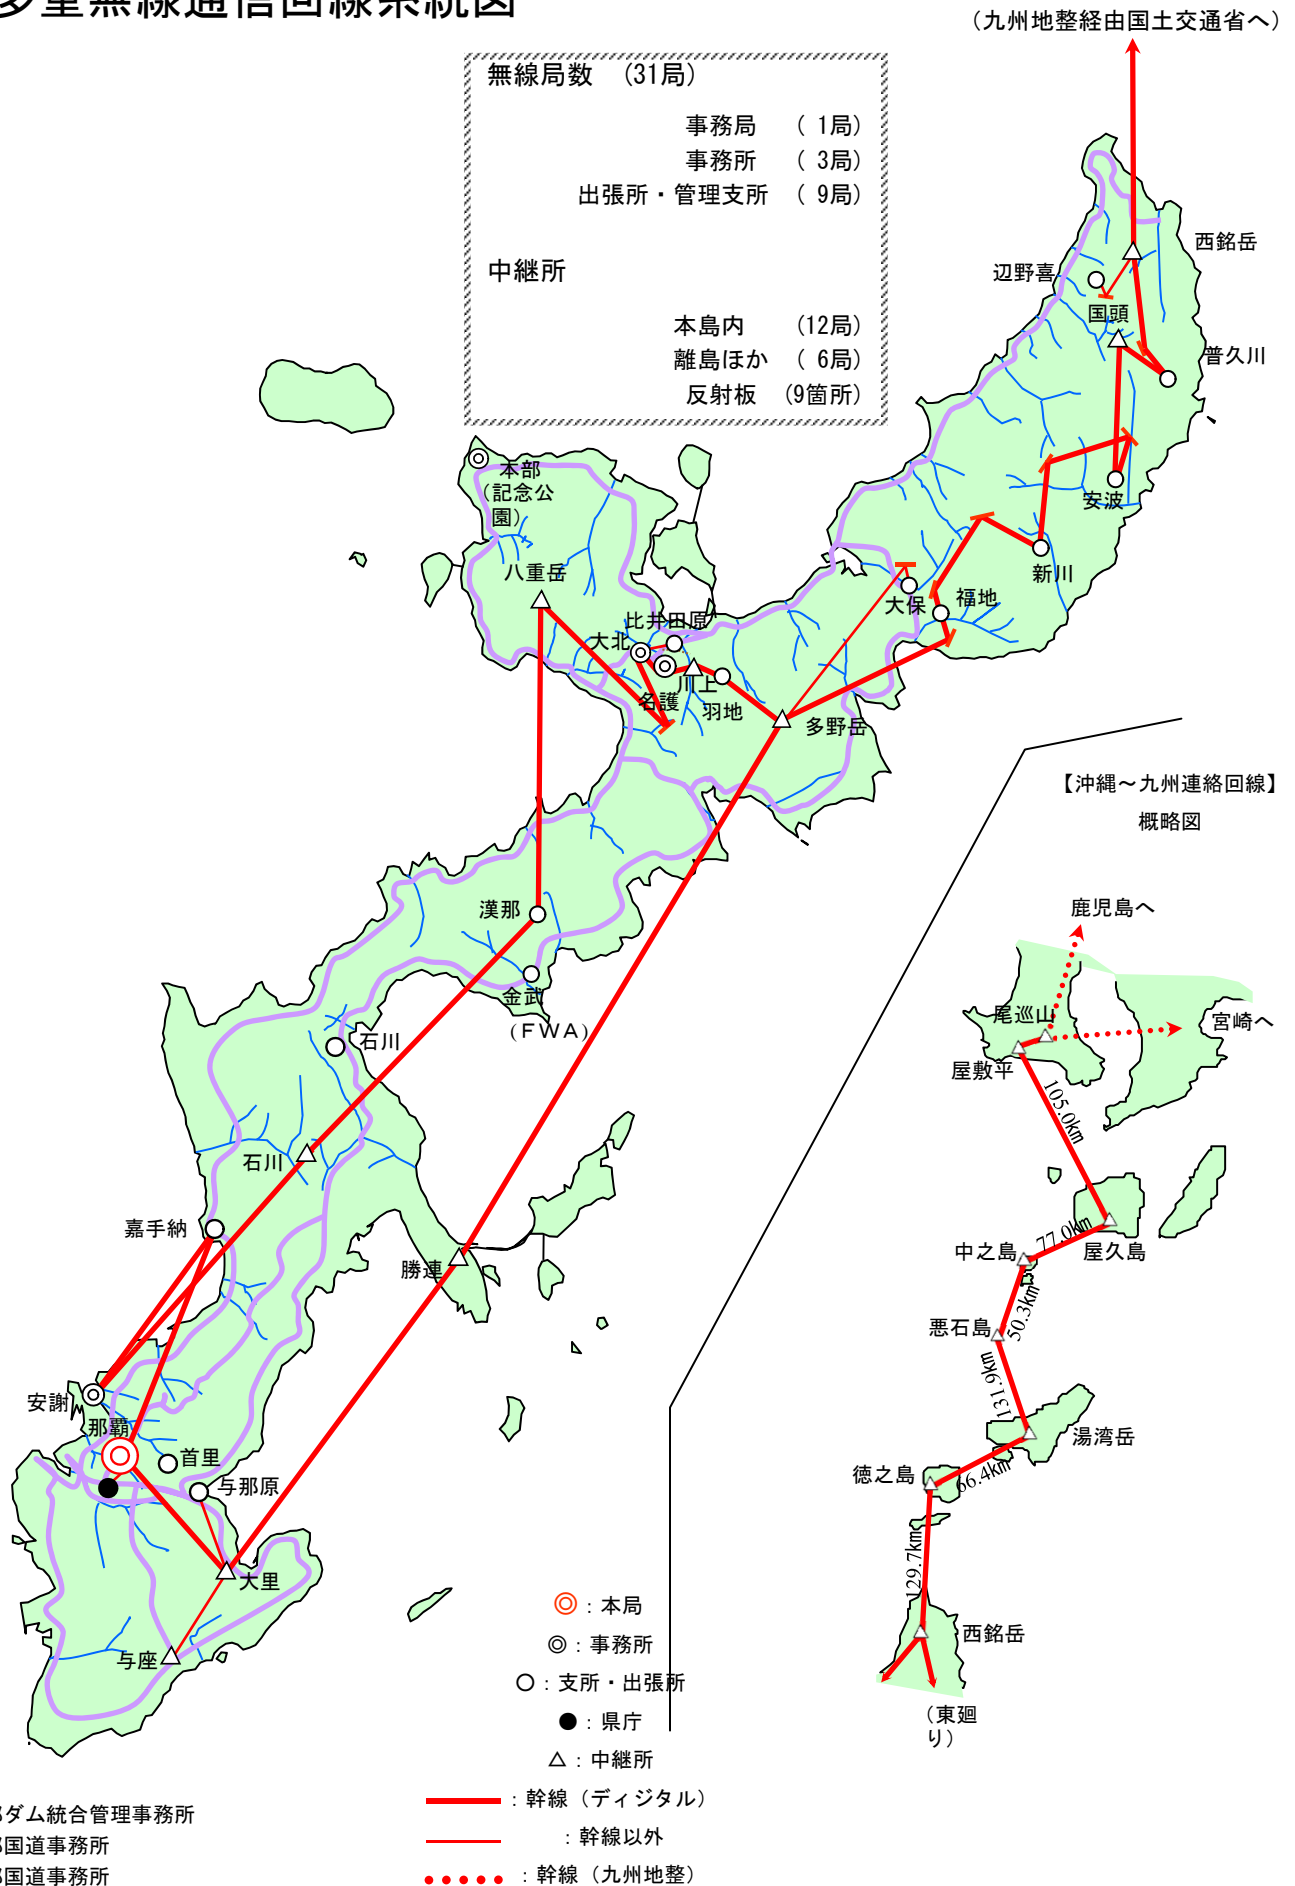 多重無線通信回線系統図
（九州地整経由国土交通省へ）
無線局数　（31局）
事務局　（ 1局）
事務所　（ 3局）
出張所・管理支所　（ 9局）
中継所
本島内　（12局）
離島ほか　（ 6局）
反射板　（9箇所）
西銘岳
辺野喜
国頭
普久川
本部
（記念公
園）
安波
八重岳
新川
大保
福地
比井田原
大北
川上
名護
羽地
多野岳
【沖縄～九州連絡回線】
概略図
漢那
鹿児島へ
金武
（ＦＷＡ）
尾巡山
宮崎へ
石川
屋敷平
105.0km
石川
嘉手納
勝連
中之島
77.0km
屋久島
50.3km
悪石島
131.9km
安謝
那覇
湯湾岳
首里
徳之島
66.4km
与那原
129.7km
大里
◎ : 本局
西銘岳
◎ : 事務所
与座
○ : 支所・出張所
（東廻
り）
● : 県庁
△ : 中継所
: 幹線（ディジタル）
ダム統合管理事務所
: 幹線以外
国道事務所
: 幹線（九州地整）
国道事務所